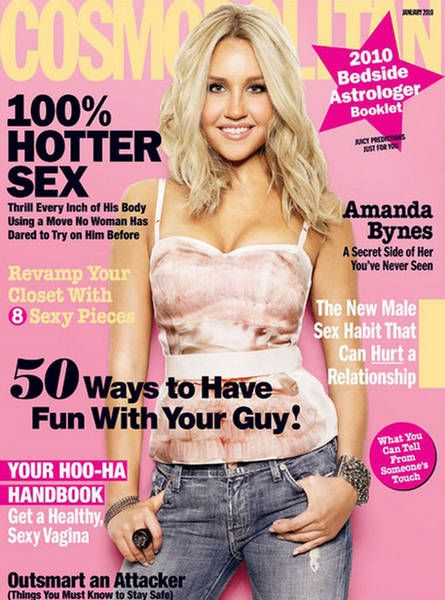 COSMOPOLITAN
JANUARY 2010
2010
Bedside
Astrologer
Booklet
JUICY PREDICTIONS
JUST FOR YOU
100%
HOTTER
SEX
Thrill Every Inch of His Body
Using a Move No Woman Has
Dared to Try on Him Before
Amanda
Bynes
A Secret Side of Her
You've Never Seen
Revamp Your
Closet With
8 Sexy Pieces
The New Male
Sex Habit That
Can Hurt a
Relationship
50 Ways to Have
Fun With Your Guy!
What You
Can Tell
From
Someone's
Touch
YOUR HOO-HA
HANDBOOK
Get a Healthy,
Sexy Vagina
Outsmart an Attacker
(Things You Must Know to Stay Safe)